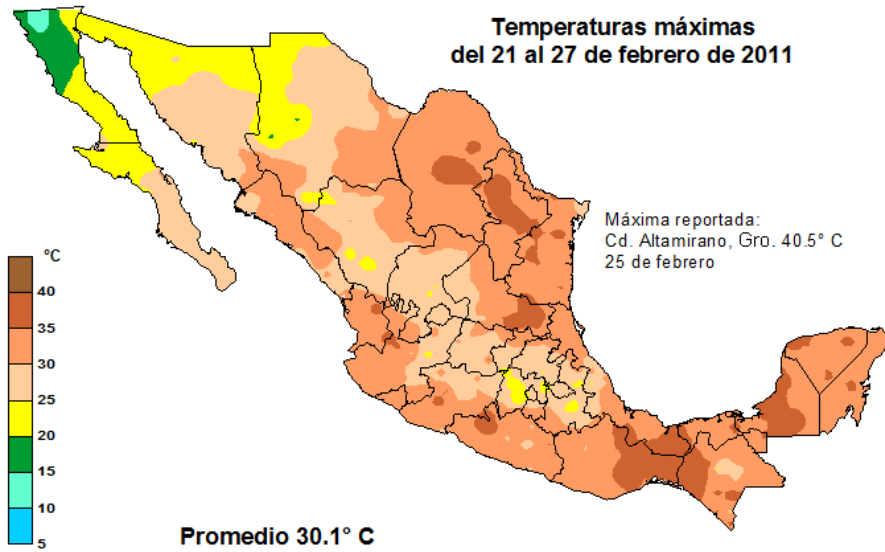 Temperaturas máximas
del 21 al 27 de febrero de 2011
Máxima reportada:
Cd. Altamirano, Gro. 40.5° C
25 de febrero
°C
40
35
30
25
20
15
10
5
Promedio 30.1° C